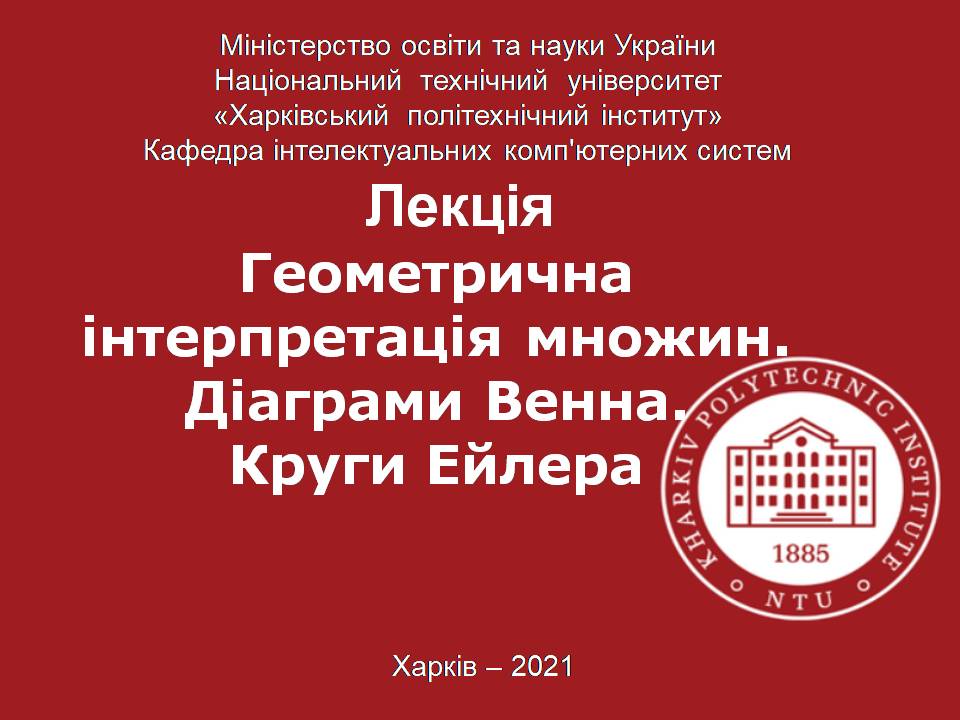 Міністерство освіти та науки України
Національний технічний університет
«Харківський політехнічний інститут»
Кафедра інтелектуальних комп'ютерних систем
Лекція
Геометрична
інтерпретація множин.
Діаграми Венна.
Круги Ейлера
KHARKIV POLYTECHNIC INSTITUTE
1885
NTU
Харків – 2021